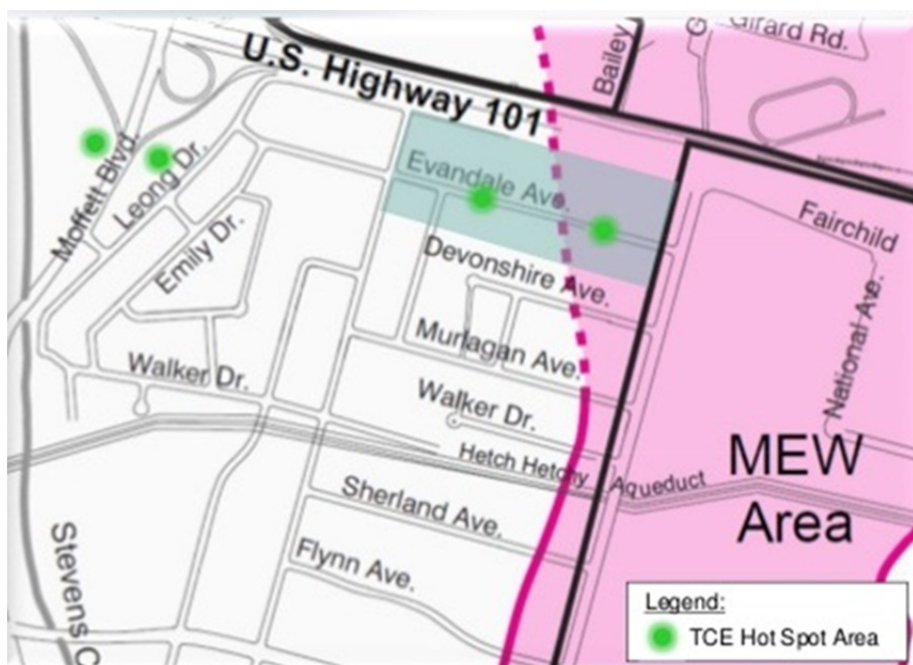 U.S. Highway 101
Bailey
G
Girard Rd.
Moffett Blvd.
Leong Dr.
Emily Dr.
Evandale Ave.
Devonshire Ave.
Fairchild
National Ave.
Murlagan Ave.
Walker Dr.
Walker Dr.
Hetch Hetchy Aqueduct
MEW
Area
Sherland Ave.
Flynn Ave.
Stevens C
Legend:
TCE Hot Spot Area